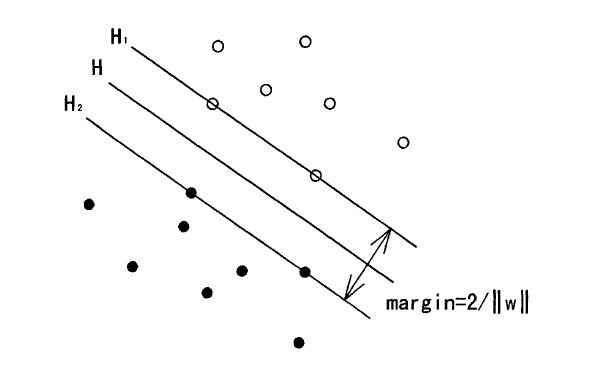 H₁
H
H₂
margin=2/‖w‖